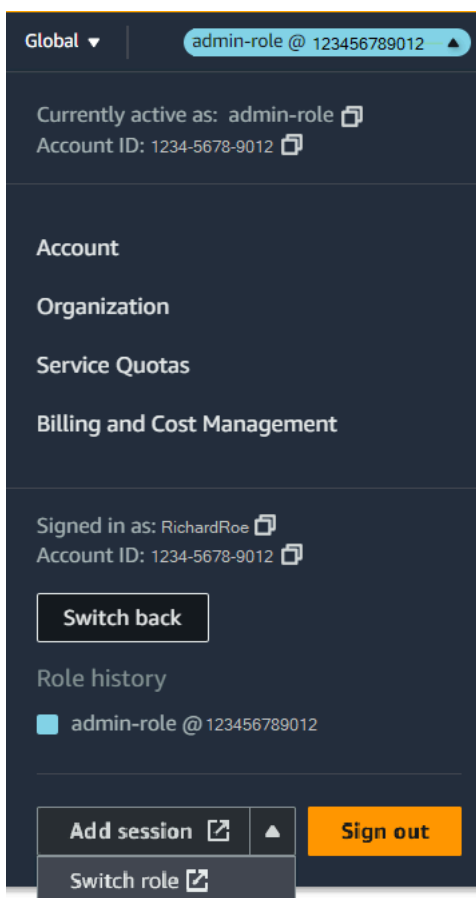 Global admin-role @ 123456789012
Currently active as: admin-role
Account ID: 1234-5678-9012
Account
Organization
Service Quotas
Billing and Cost Management
Signed in as: RichardRoe
Account ID: 1234-5678-9012
Switch back
Role history
admin-role @ 123456789012
Add session Sign out
Switch role